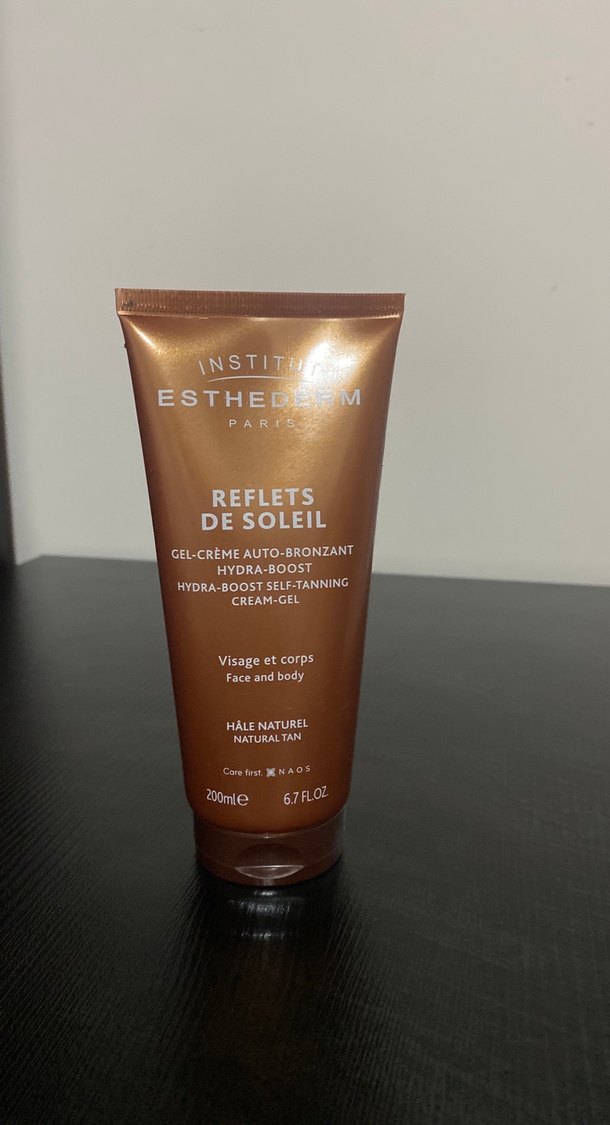 INSTITUT
ESTHEDERM
PARIS
REFLETS
DE SOLEIL
GEL-CRÈME AUTO-BRONZANT
HYDRA-BOOST
HYDRA-BOOST SELF-TANNING
CREAM-GEL
Visage et corps
Face and body
HÂLE NATUREL
NATURAL TAN
Care first. NAOS
200ml℮ 6.7 FL.OZ.